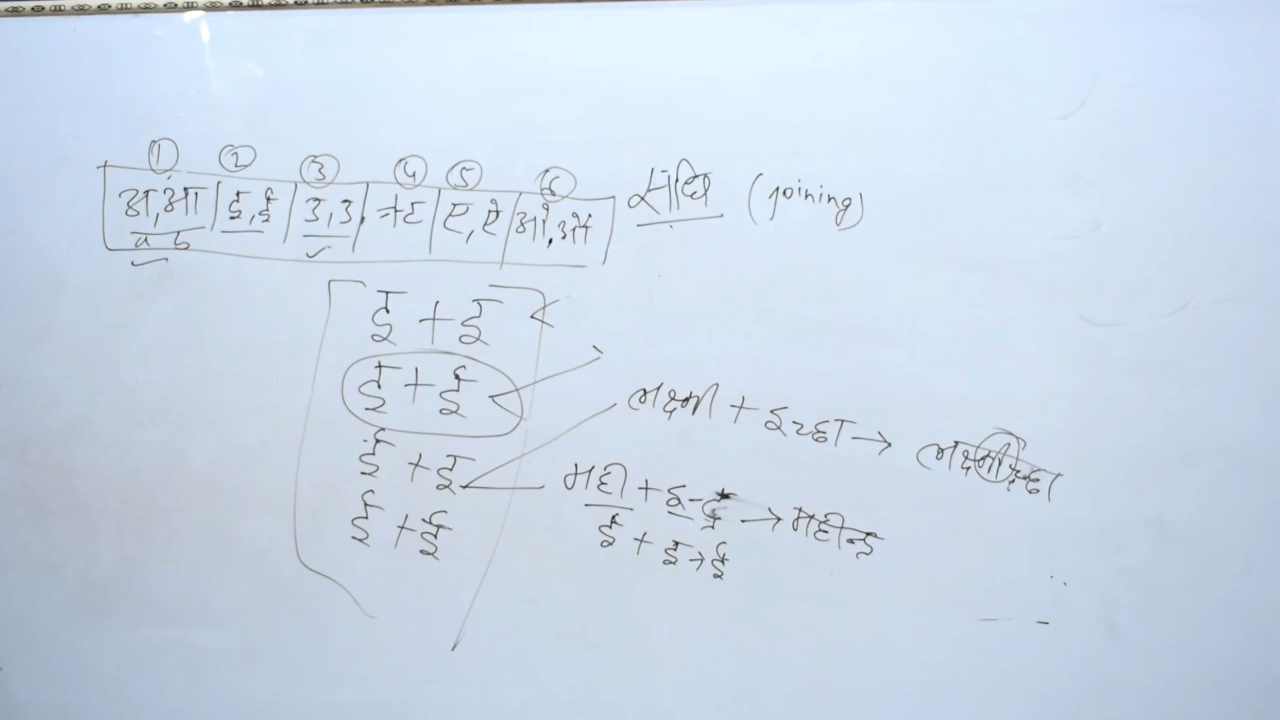 ① ② ③ ④ ⑤ ⑥
अ,आ | इ,ई | उ,उ | ऋ | ए,ऐ | ओ,औ संधि (joining)
a b
इ + इ
इ + ई
ई + इ लक्ष्मी + इच्छा → लक्ष्मीच्छा
मही + इन्द्र → महीन्द्र
ई + ई ई + इ → ई